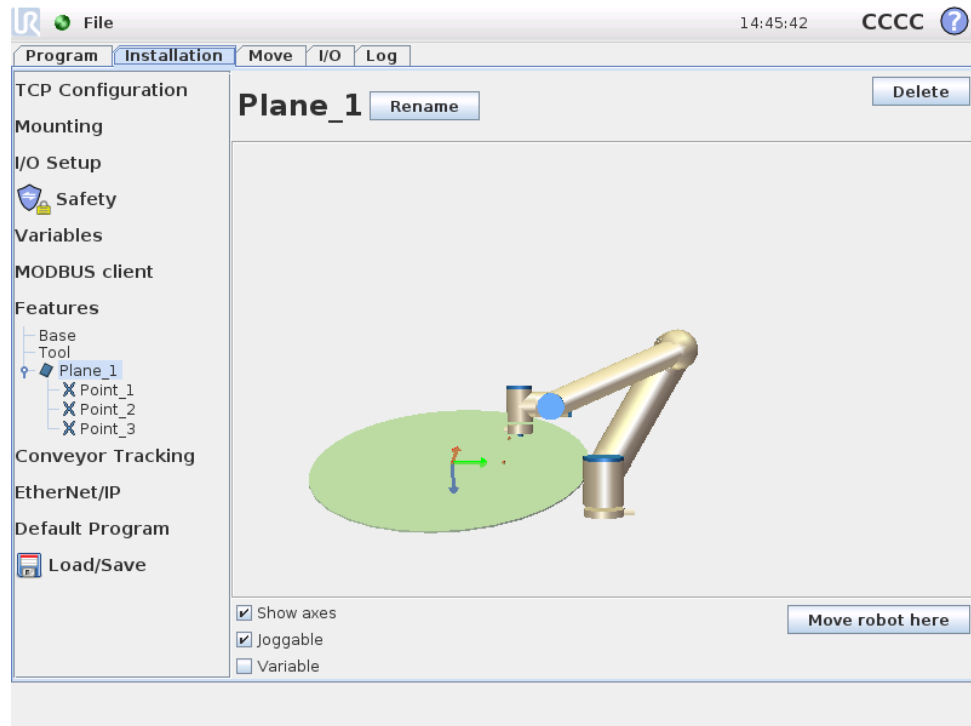 UR File 14:45:42 CCCC ?
Program Installation Move I/O Log
TCP Configuration
Mounting
I/O Setup
Safety
Variables
MODBUS client
Features
Base
Tool
Plane_1
Point_1
Point_2
Point_3
Conveyor Tracking
EtherNet/IP
Default Program
Load/Save
Plane_1 Rename Delete
Show axes
Joggable
Variable
Move robot here